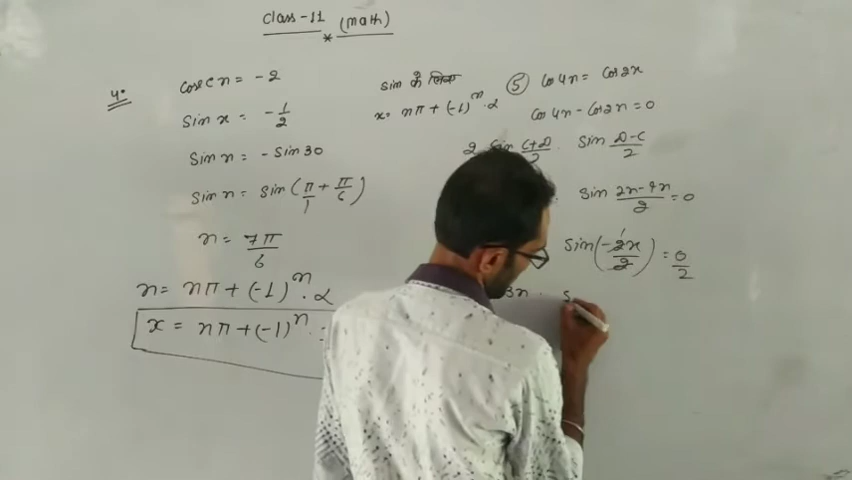 Class-11 (math)
*
4.
Cosec x = -2
Sin x = -1/2
Sin x = - Sin 30
Sin x = Sin (π/1 + π/6)
x = 7π/6
x = nπ + (-1)^n . α
x = nπ + (-1)^n .
Sin के लिए
x = nπ + (-1)^n . α
(5) Cos 4x = Cos 2x
Cos 4x - Cos 2x = 0
2 Sin (C+D)/2 . Sin (D-C)/2
Sin (2x - 4x)/2 = 0
Sin (-2x/2) = 0/2
3x . S